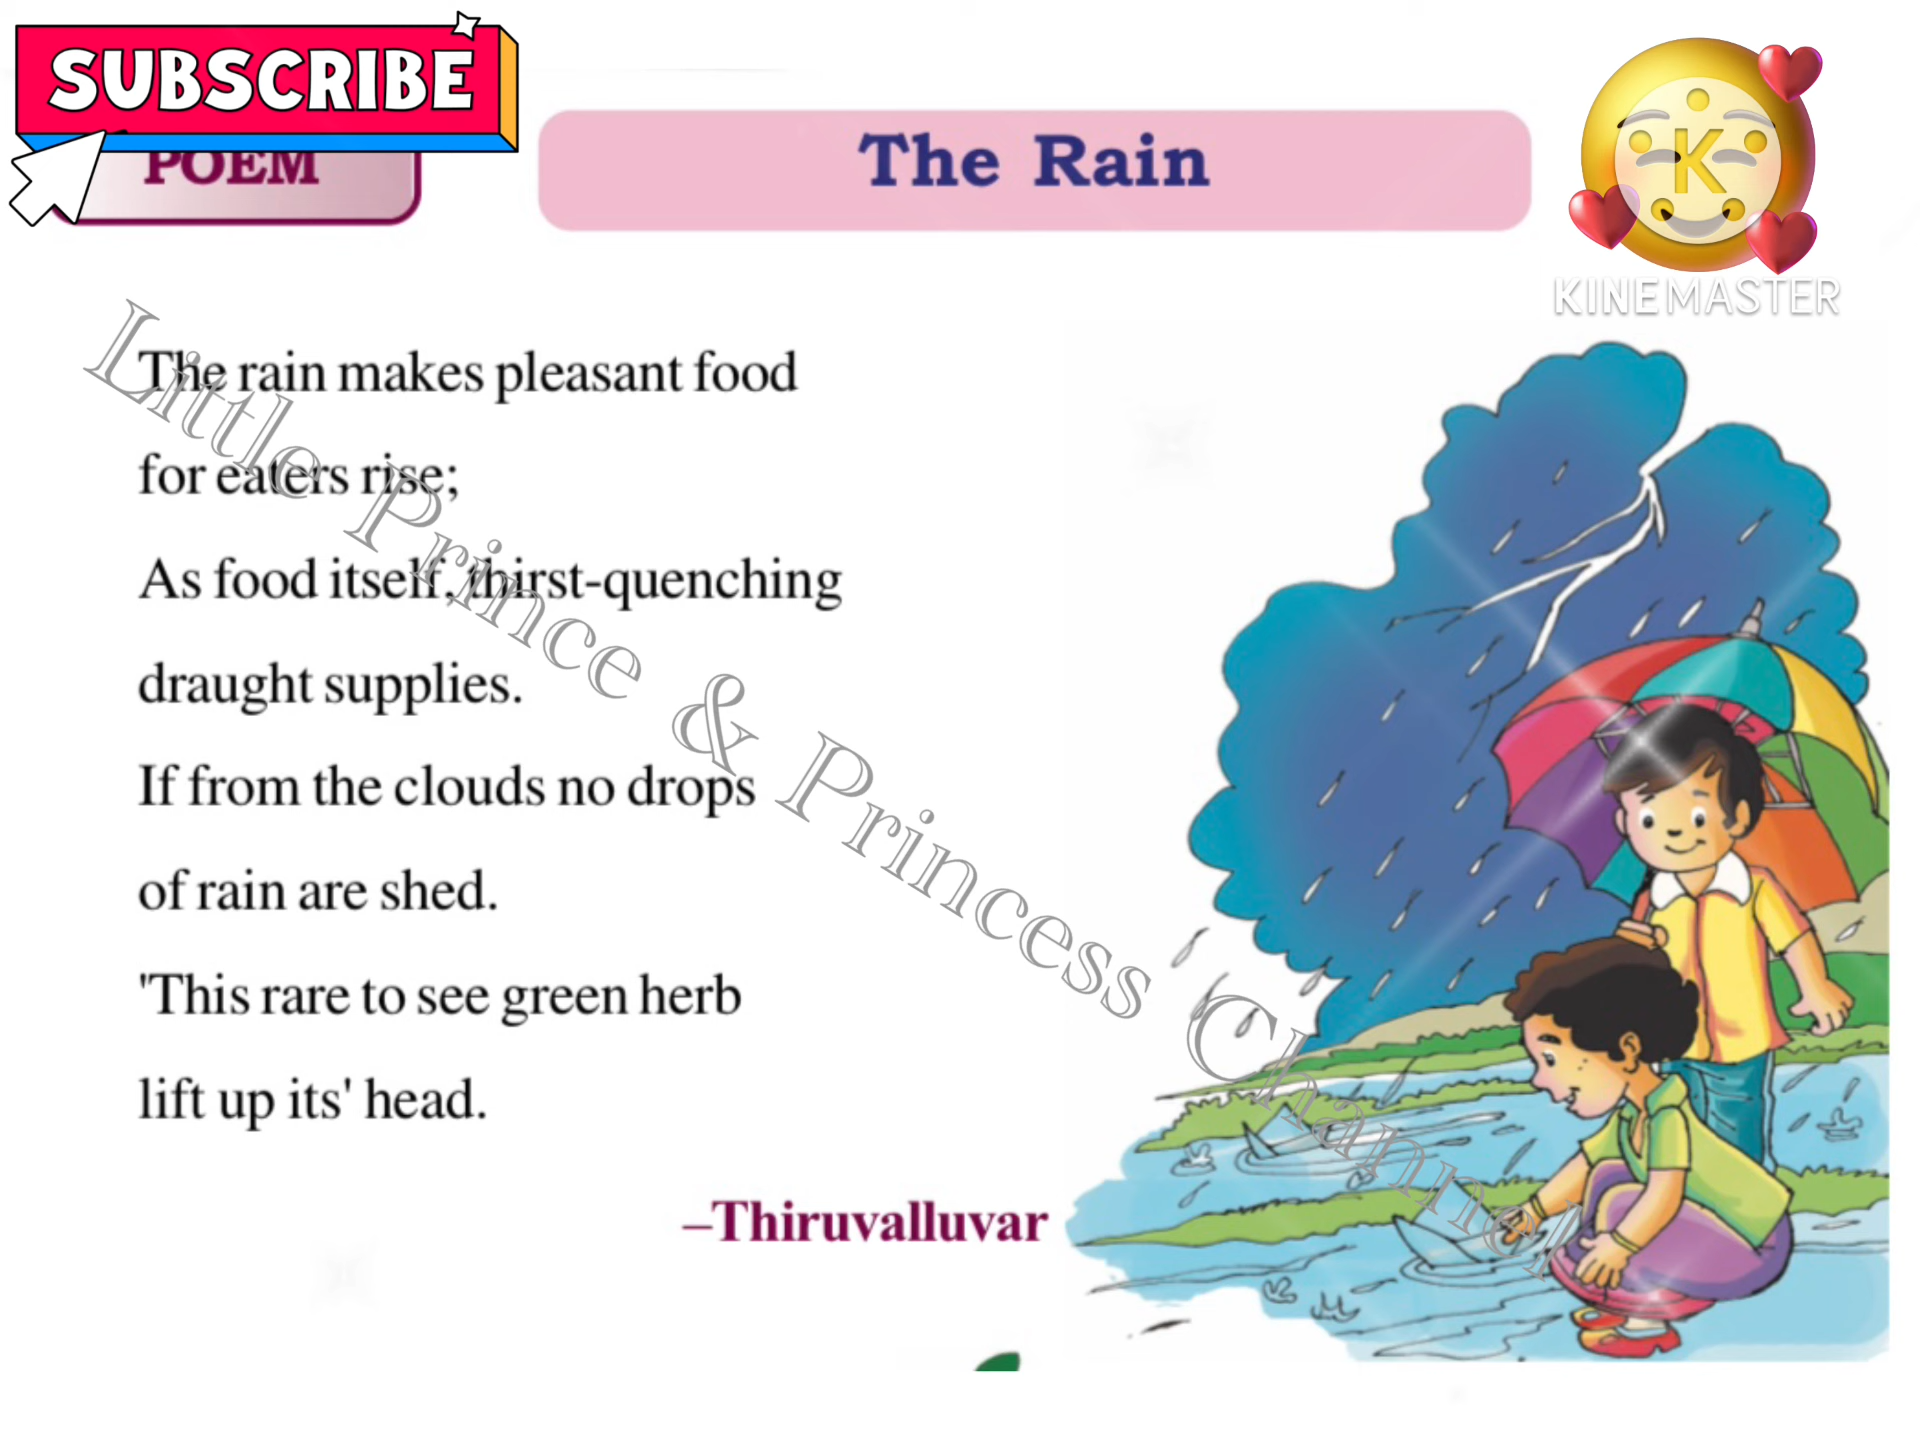 SUBSCRIBE
POEM
The Rain
K
KINEMASTER
The rain makes pleasant food
for eaters rise;
As food itself, thirst-quenching
draught supplies.
If from the clouds no drops
of rain are shed.
'This rare to see green herb
lift up its' head.
–Thiruvalluvar
Little Prince & Princess Channel